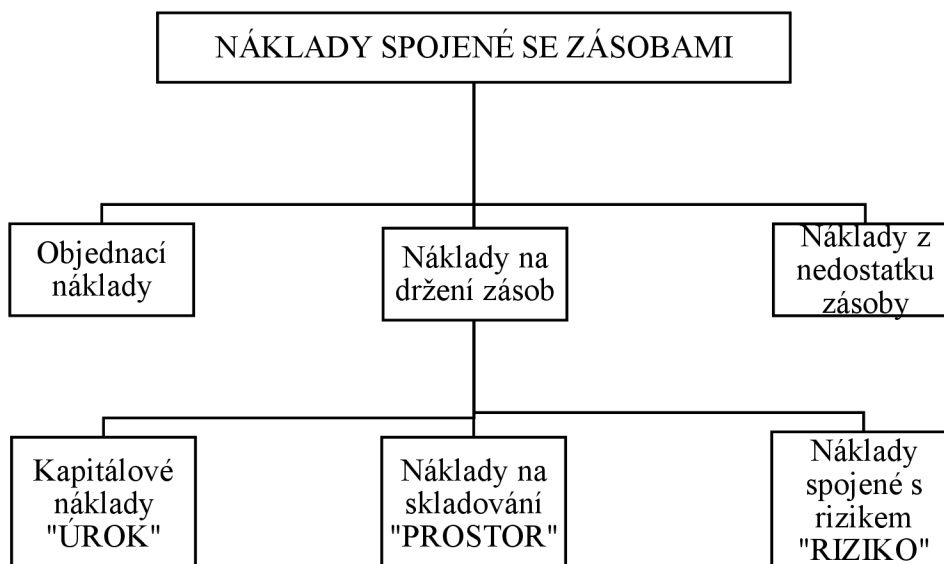 NÁKLADY SPOJENÉ SE ZÁSOBAMI
Objednací
náklady
Náklady na
držení zásob
Náklady z
nedostatku
zásoby
Kapitálové
náklady
"ÚROK"
Náklady na
skladování
"PROSTOR"
Náklady
spojené s
rizikem
"RIZIKO"